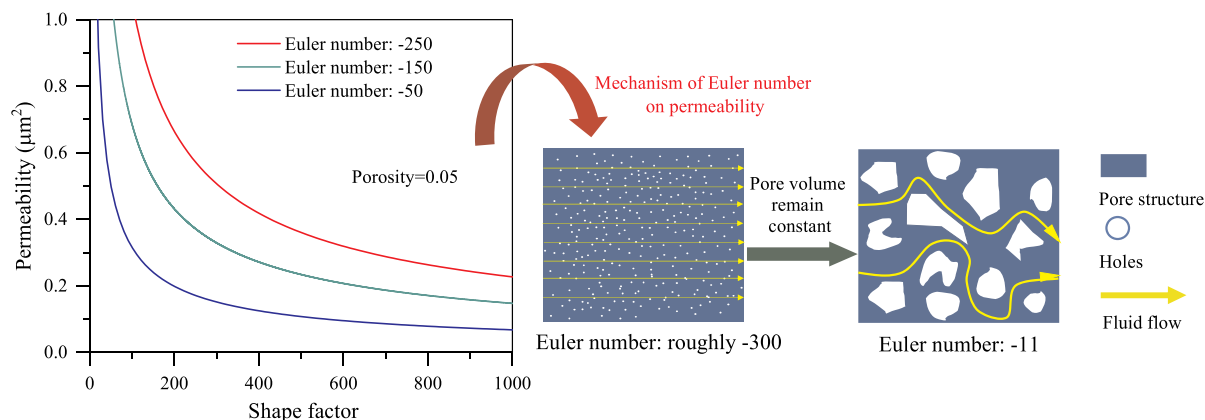 1.0
0.8
0.6
0.4
0.2
0.0
Permeability (μm²)
0
200
400
600
800
1000
Shape factor
Euler number: -250
Euler number: -150
Euler number: -50
Porosity=0.05
Mechanism of Euler number
on permeability
Euler number: roughly -300
Pore volume
remain
constant
Euler number: -11
Pore structure
Holes
Fluid flow